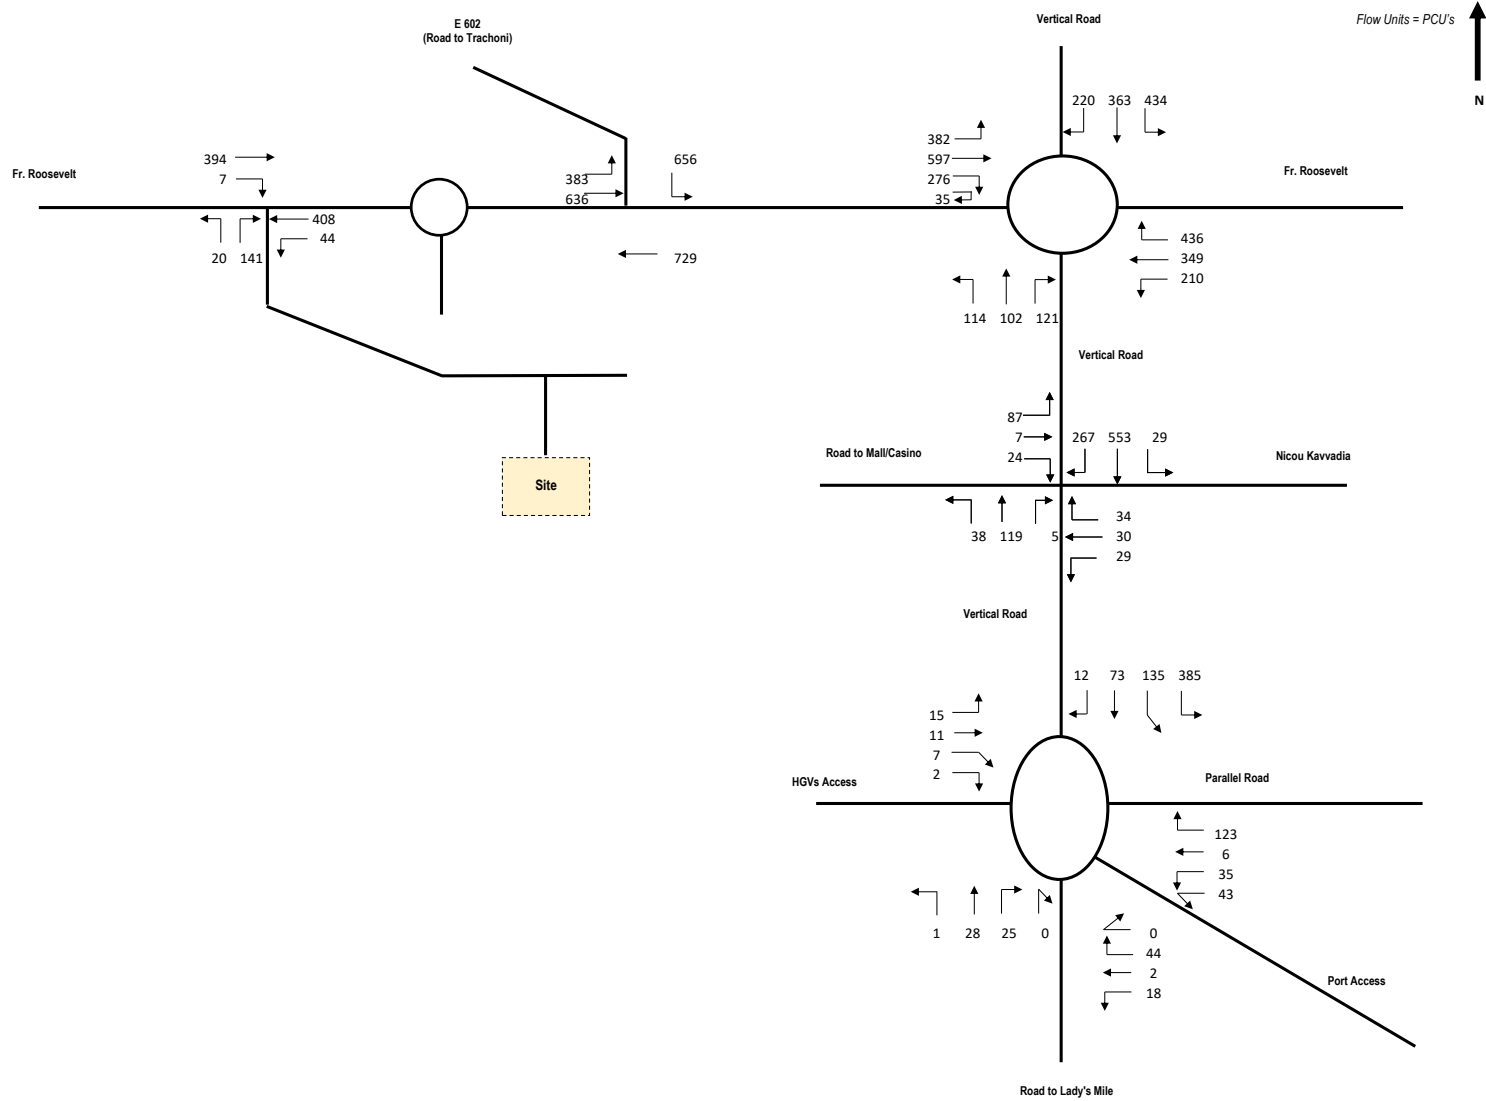 E 602
(Road to Trachoni)
Vertical Road
Flow Units = PCU's
N
220 363 434
382
597
276
35
394
7
383
636
656
Fr. Roosevelt
Fr. Roosevelt
408
44
20 141
729
436
349
210
114 102 121
Vertical Road
87
7
24
267 553 29
Road to Mall/Casino
Nicou Kavvadia
Site
38 119 5
34
30
29
Vertical Road
12 73 135 385
15
11
7
2
HGVs Access
Parallel Road
123
6
35
43
1 28 25 0
0
44
2
18
Port Access
Road to Lady's Mile